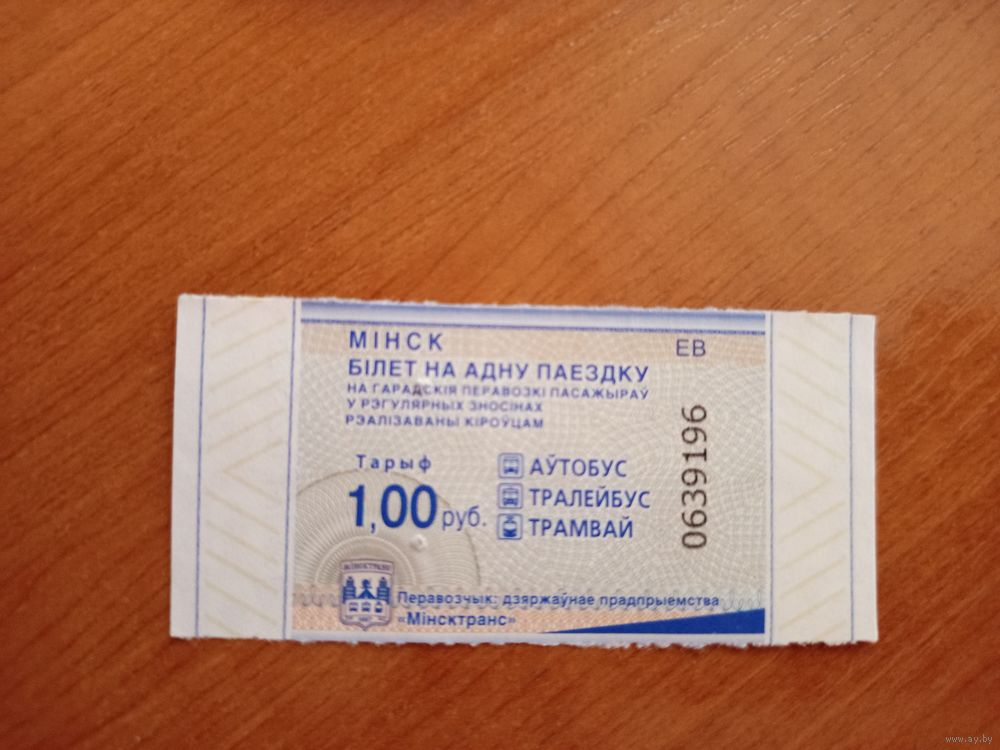 МІНСК
ЕВ
БІЛЕТ НА АДНУ ПАЕЗДКУ
НА ГАРАДСКІЯ ПЕРАВОЗКІ ПАСАЖЫРАЎ
У РЭГУЛЯРНЫХ ЗНОСІНАХ
РЭАЛІЗАВАНЫ КІРОЎЦАМ
Тарыф
1,00 руб.
АЎТОБУС
ТРАЛЕЙБУС
ТРАМВАЙ
0639196
МІНСКТРАНС
Перавозчык: дзяржаўнае прадпрыемства
«Мінсктранс»
www.ay.by